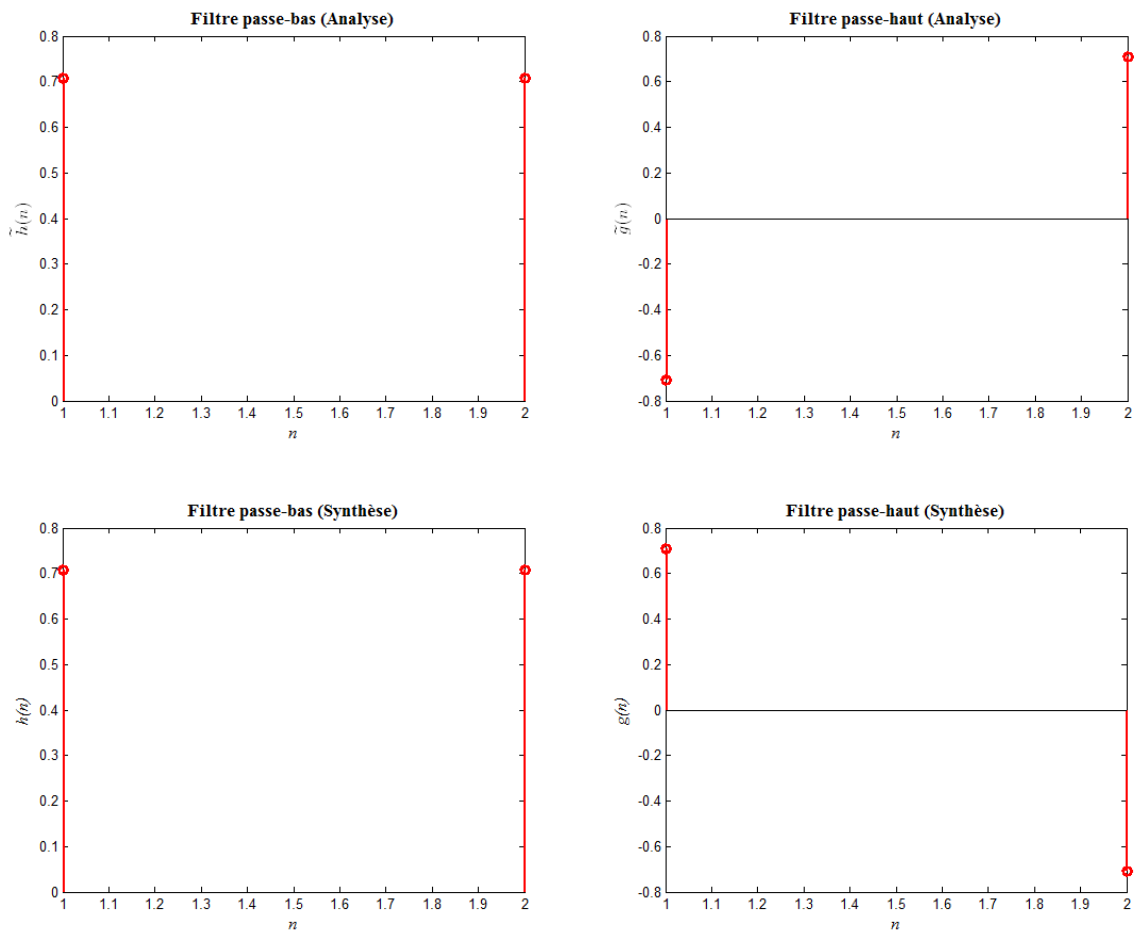 Filtre passe-bas (Analyse)
0.8
0.7
0.6
0.5
0.4
0.3
0.2
0.1
0
1 1.1 1.2 1.3 1.4 1.5 1.6 1.7 1.8 1.9 2
h̃(n)
n
Filtre passe-haut (Analyse)
0.8
0.6
0.4
0.2
0
-0.2
-0.4
-0.6
-0.8
1 1.1 1.2 1.3 1.4 1.5 1.6 1.7 1.8 1.9 2
g̃(n)
n
Filtre passe-bas (Synthèse)
0.8
0.7
0.6
0.5
0.4
0.3
0.2
0.1
0
1 1.1 1.2 1.3 1.4 1.5 1.6 1.7 1.8 1.9 2
h(n)
n
Filtre passe-haut (Synthèse)
0.8
0.6
0.4
0.2
0
-0.2
-0.4
-0.6
-0.8
1 1.1 1.2 1.3 1.4 1.5 1.6 1.7 1.8 1.9 2
g(n)
n